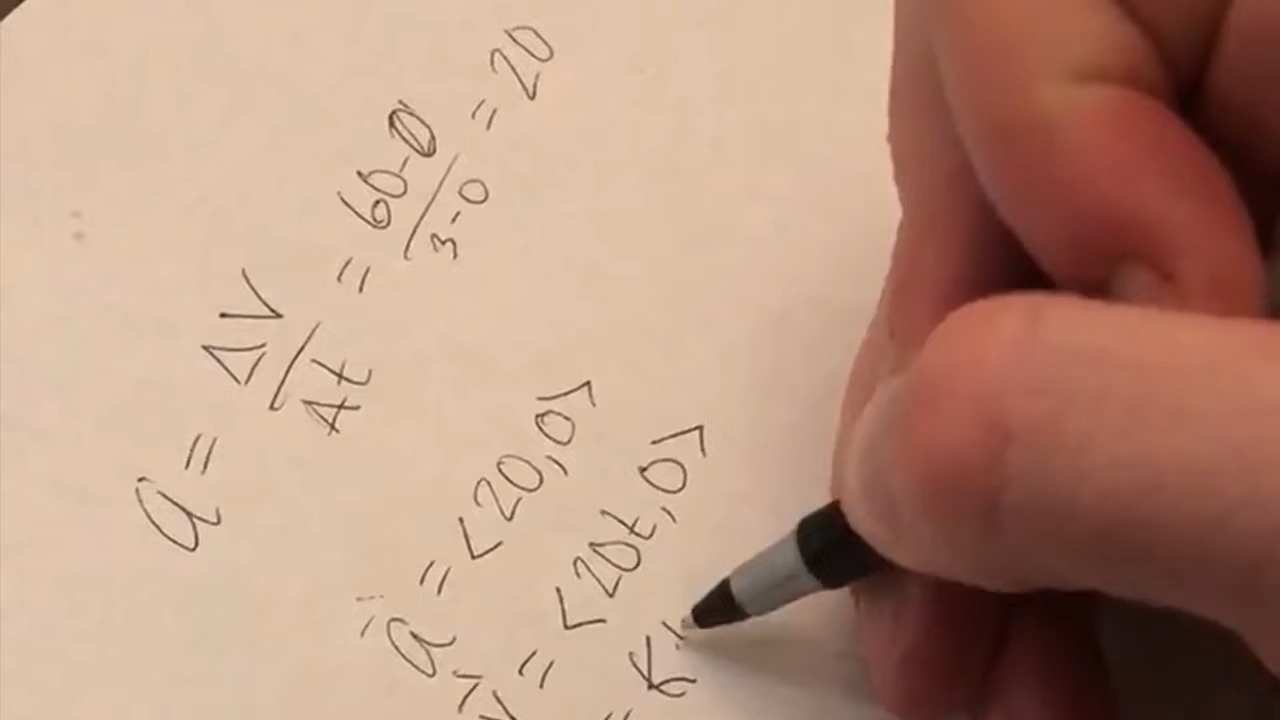 a = ΔV/Δt = 60-0/3-0 = 20
a = <20,0>
v = <20t,0>
=